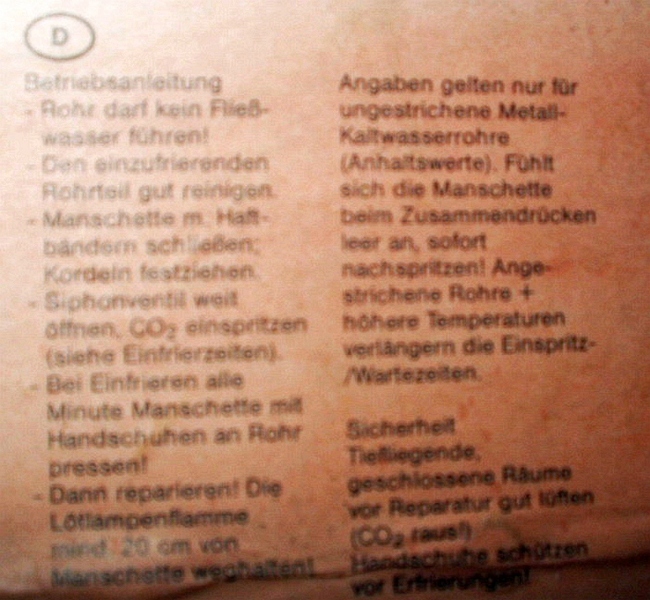 D
Betriebsanleitung
- Rohr darf kein Fließ-
wasser führen!
- Den einzufrierenden
Rohrteil gut reinigen.
- Manschette m. Haft-
bändern schließen;
Kordeln festziehen.
- Siphonventil weit
öffnen, CO₂ einspritzen
(siehe Einfrierzeiten).
- Bei Einfrieren alle
Minute Manschette mit
Handschuhen an Rohr
pressen!
- Dann reparieren! Die
Lötlampenflamme
mind. 20 cm von
Manschette weghalten!
Angaben gelten nur für
ungestrichene Metall-
Kaltwasserrohre
(Anhaltswerte). Fühlt
sich die Manschette
beim Zusammendrücken
leer an, sofort
nachspritzen! Ange-
strichene Rohre +
höhere Temperaturen
verlängern die Einspritz-
/Wartezeiten.
Sicherheit
Tiefliegende,
geschlossene Räume
vor Reparatur gut lüften
(CO₂ raus!)
Handschuhe schützen
vor Erfrierungen!